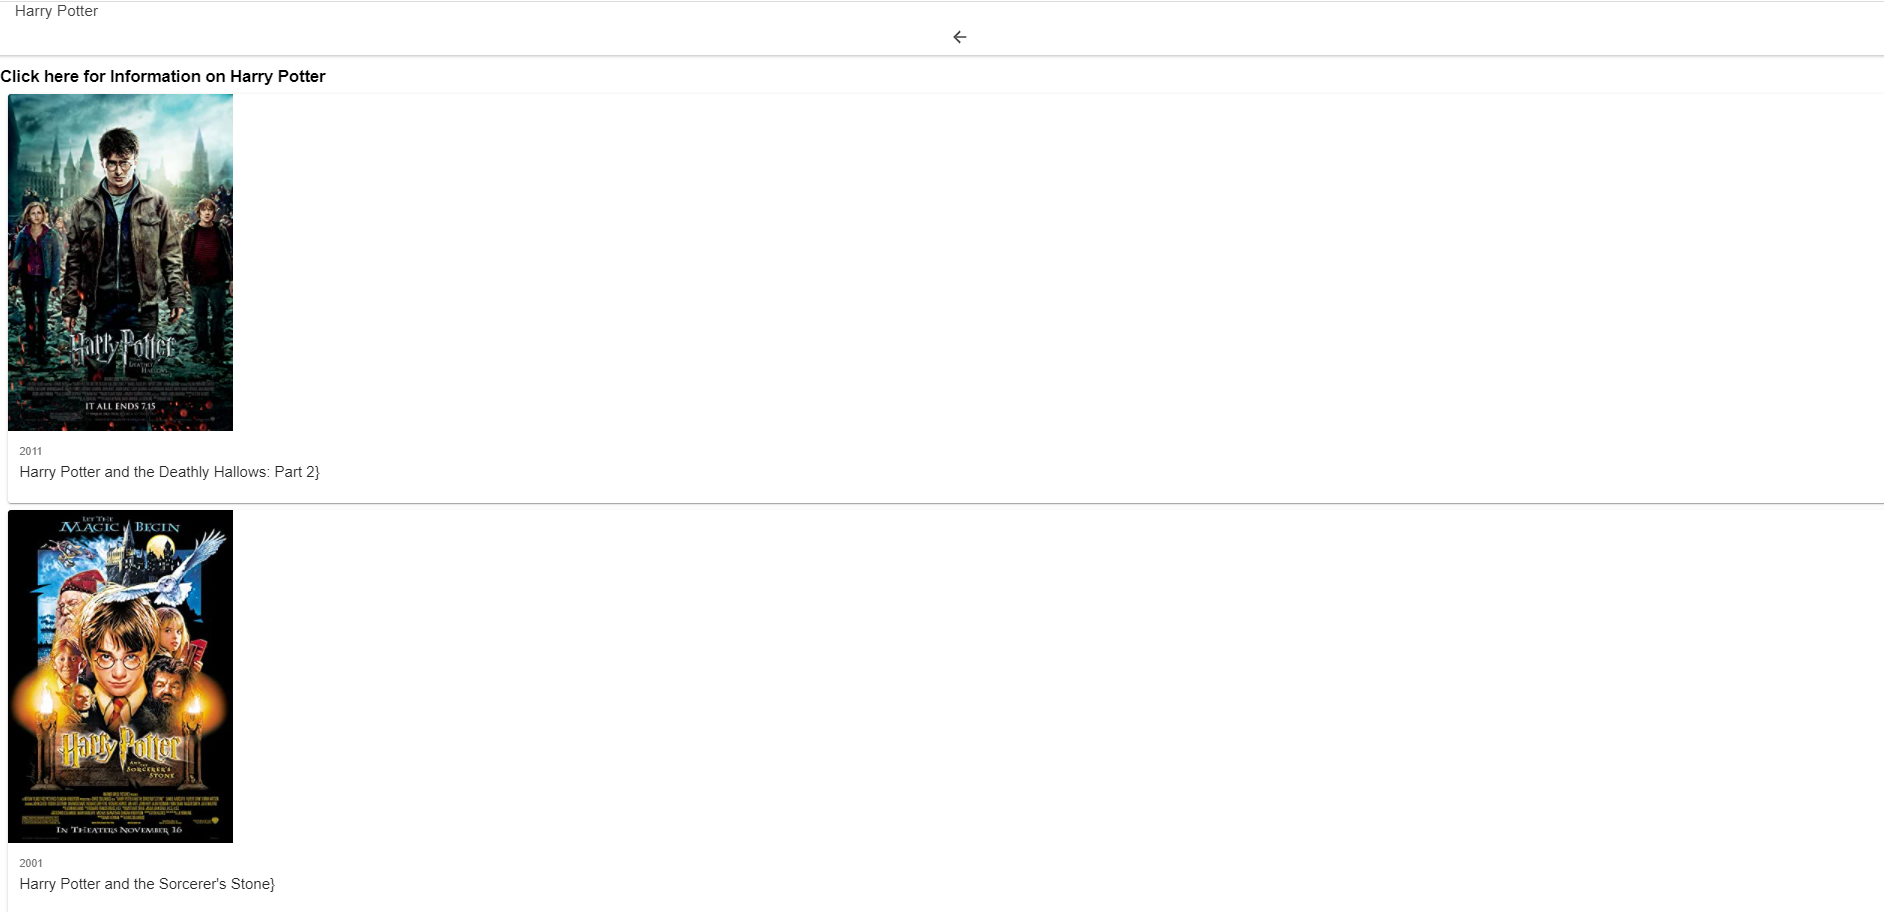 Harry Potter
Click here for Information on Harry Potter
Harry Potter
DEATHLY
HALLOWS
IT ALL ENDS 7.15
2011
Harry Potter and the Deathly Hallows: Part 2}
LET THE
MAGIC BEGIN
Harry Potter
AND THE
SORCERER'S
STONE
IN THEATERS NOVEMBER 16
2001
Harry Potter and the Sorcerer's Stone}